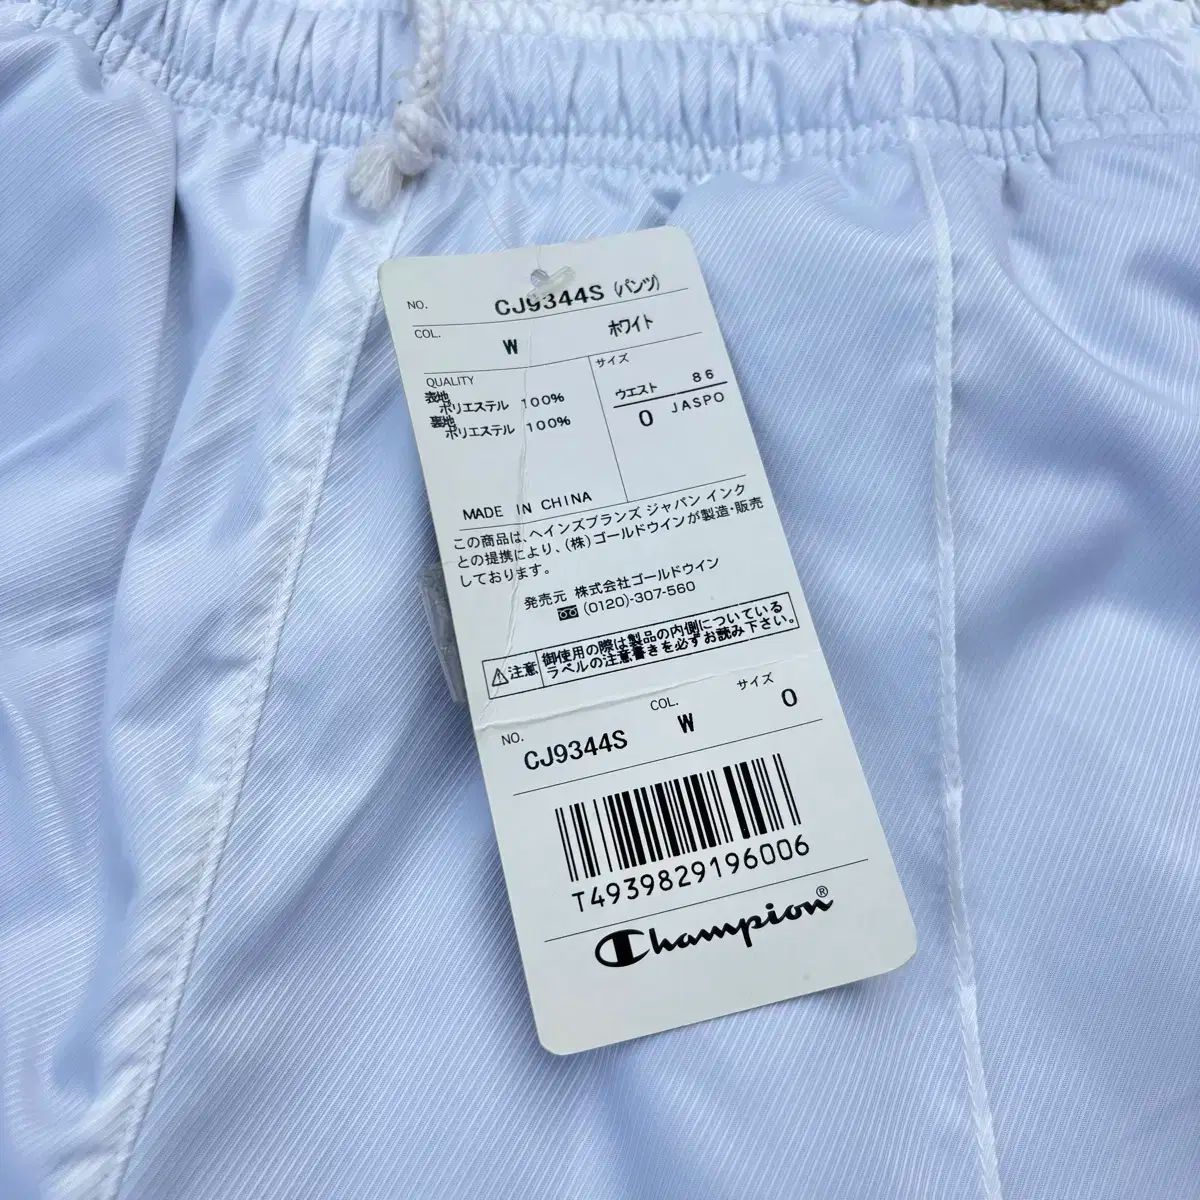 NO. CJ9344S (パンツ)
COL. W ホワイト
QUALITY
表地
ポリエステル 100%
裏地
ポリエステル 100%
サイズ
ウエスト 86
O JASPO
MADE IN CHINA
この商品は、ヘインズブランズ ジャパン インク
との提携により、(株)ゴールドウインが製造・販売
しております。
発売元 株式会社ゴールドウイン
(0120)-307-560
注意 御使用の際は製品の内側についている
ラベルの注意書きを必ずお読み下さい。
NO. CJ9344S COL. W サイズ O
T4939829196006
Champion®